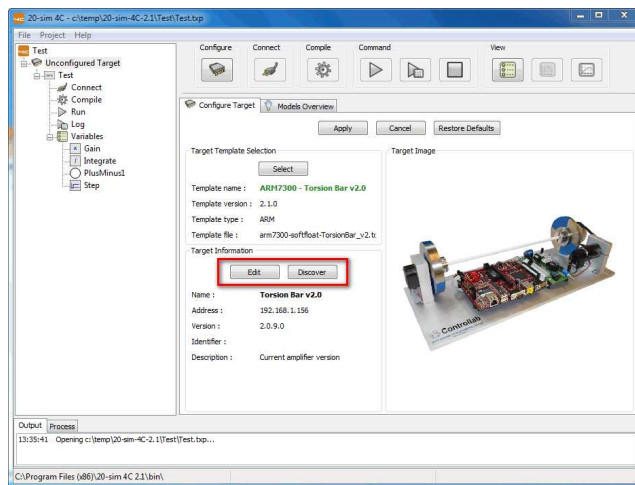 20-sim 4C - c:\temp\20-sim-4C-2.1\Test\Test.txp
File Project Help
Test
Unconfigured Target
Test
Connect
Compile
Run
Log
Variables
Gain
Integrate
PlusMinus1
Step
Configure Connect Compile Command View
Configure Target Models Overview
Apply Cancel Restore Defaults
Target Template Selection
Select
Template name : ARM7300 - Torsion Bar v2.0
Template version : 2.1.0
Template type : ARM
Template file : arm7300-softfloat-TorsionBar_v2.tx
Target Information
Edit Discover
Name : Torsion Bar v2.0
Address : 192.168.1.156
Version : 2.0.9.0
Identifier :
Description : Current amplifier version
Target Image
Controllab
Output Process
13:35:41 Opening c:\temp\20-sim-4C-2.1\Test\Test.txp...
C:\Program Files (x86)\20-sim 4C 2.1\bin\